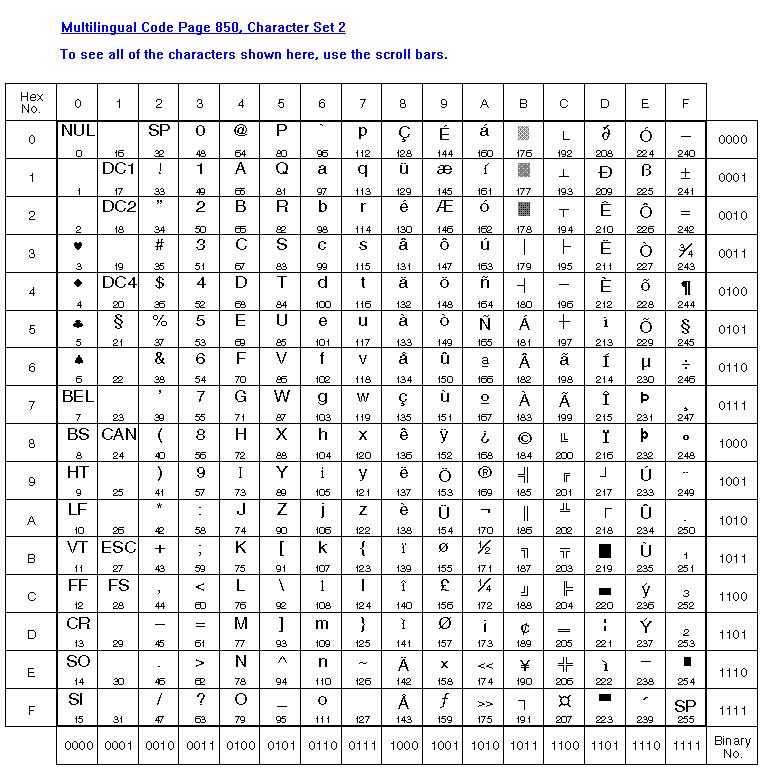 Multilingual Code Page 850, Character Set 2
To see all of the characters shown here, use the scroll bars.
Hex No. 0 1 2 3 4 5 6 7 8 9 A B C D E F
0 NUL SP 0 @ P ` p Ç É á ░ └ ∂ Ó – 0000
0 16 32 48 64 80 96 112 128 144 160 176 192 208 224 240
1 DC1 ! 1 A Q a q ü æ í ▒ ┴ Ð ß ± 0001
1 17 33 49 65 81 97 113 129 145 161 177 193 209 225 241
2 DC2 " 2 B R b r é Æ ó ▓ ┬ Ê Ô = 0010
2 18 34 50 66 82 98 114 130 146 162 178 194 210 226 242
3 ♥ # 3 C S c s â ô ú │ ├ Ë Ò ¾ 0011
3 19 35 51 67 83 99 115 131 147 163 179 195 211 227 243
4 ♦ DC4 $ 4 D T d t ä ö ñ ┤ ─ È õ ¶ 0100
4 20 36 52 68 84 100 116 132 148 164 180 196 212 228 244
5 ♣ § % 5 E U e u à ò Ñ Á ┼ ı Õ § 0101
5 21 37 53 69 85 101 117 133 149 165 181 197 213 229 245
6 ♠ & 6 F V f v å û ª Â ã Í µ ÷ 0110
6 22 38 54 70 86 102 118 134 150 166 182 198 214 230 246
7 BEL ' 7 G W g w ç ù º À Ã Î Þ ¸ 0111
7 23 39 55 71 87 103 119 135 151 167 183 199 215 231 247
8 BS CAN ( 8 H X h x ê ÿ ¿ © ╚ Ï þ ° 1000
8 24 40 56 72 88 104 120 136 152 168 184 200 216 232 248
9 HT ) 9 I Y i y ë Ö ® ╣ ╔ ┘ Ú ¨ 1001
9 25 41 57 73 89 105 121 137 153 169 185 201 217 233 249
A LF * : J Z j z è Ü ¬ ║ ╩ ┌ Û . 1010
10 26 42 58 74 90 106 122 138 154 170 186 202 218 234 250
B VT ESC + ; K [ k { ï ø ½ ╗ ╦ █ Ù ¹ 1011
11 27 43 59 75 91 107 123 139 155 171 187 203 219 235 251
C FF FS , < L \ l | î £ ¼ ╝ ╠ ▄ ý ³ 1100
12 28 44 60 76 92 108 124 140 156 172 188 204 220 236 252
D CR – = M ] m } ì Ø ¡ ¢ ═ ¦ Ý ² 1101
13 29 45 61 77 93 109 125 141 157 173 189 205 221 237 253
E SO . > N ^ n ~ Ä x << ¥ ╬ ì – ■ 1110
14 30 46 62 78 94 110 126 142 158 174 190 206 222 238 254
F SI / ? O _ o Å ƒ >> ┐ ¤ ▀ ´ SP 1111
15 31 47 63 79 95 111 127 143 159 175 191 207 223 239 255
0000 0001 0010 0011 0100 0101 0110 0111 1000 1001 1010 1011 1100 1101 1110 1111 Binary No.